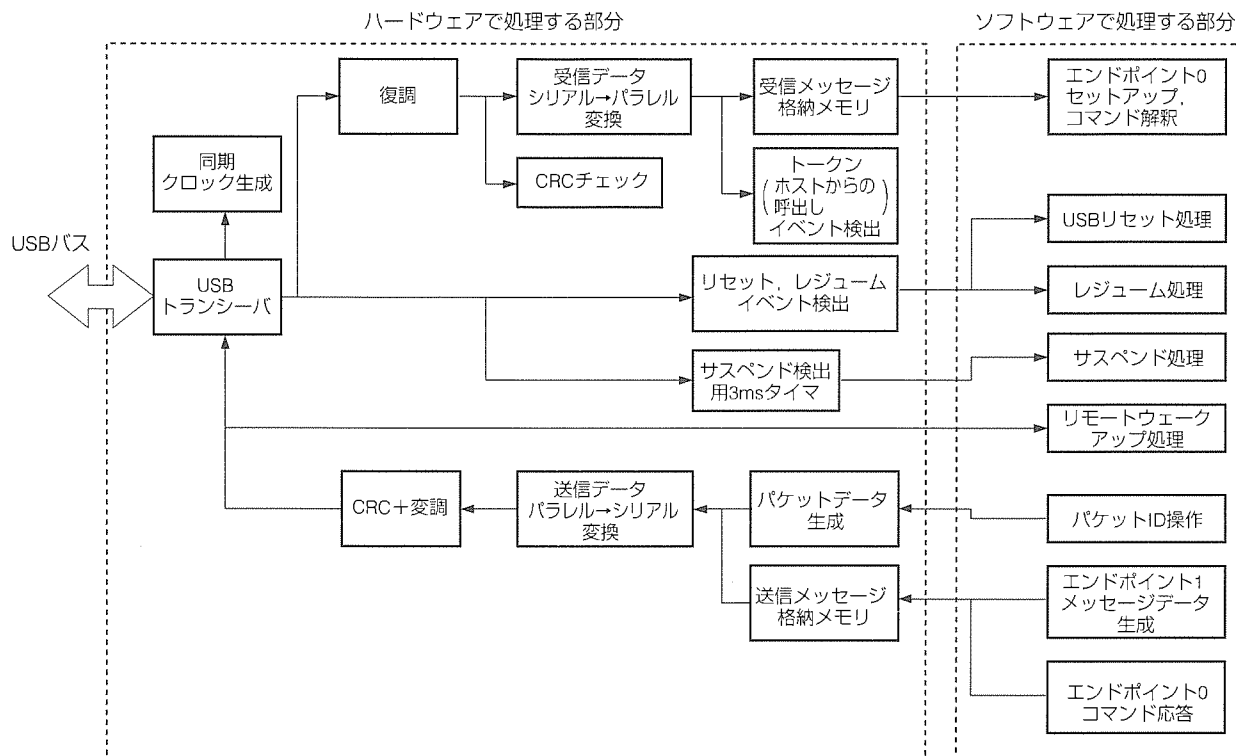 ハードウェアで処理する部分
ソフトウェアで処理する部分
復調
受信データ
シリアル→パラレル
変換
受信メッセージ
格納メモリ
エンドポイント0
セットアップ,
コマンド解釈
同期
クロック生成
CRCチェック
トークン
(ホストからの
呼出し)
イベント検出
USBリセット処理
USBバス
USB
トランシーバ
リセット, レジューム
イベント検出
レジューム処理
サスペンド検出
用3msタイマ
サスペンド処理
リモートウェーク
アップ処理
CRC+変調
送信データ
パラレル→シリアル
変換
パケットデータ
生成
パケットID操作
送信メッセージ
格納メモリ
エンドポイント1
メッセージデータ
生成
エンドポイント0
コマンド応答